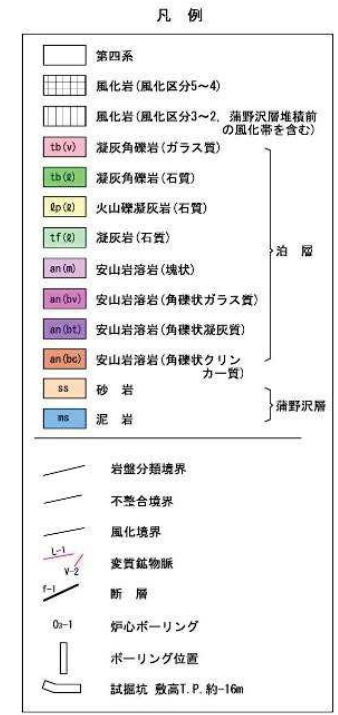 凡 例
第四系
風化岩(風化区分5～4)
風化岩(風化区分3～2, 蒲野沢層堆積前
の風化帯を含む)
tb(v) 凝灰角礫岩(ガラス質)
tb(ℓ) 凝灰角礫岩(石質)
ℓp(ℓ) 火山礫凝灰岩(石質)
tf(ℓ) 凝灰岩(石質)
泊 層
an(m) 安山岩溶岩(塊状)
an(bv) 安山岩溶岩(角礫状ガラス質)
an(bt) 安山岩溶岩(角礫状凝灰質)
an(bc) 安山岩溶岩(角礫状クリン
カー質)
ss 砂 岩
蒲野沢層
ms 泥 岩
岩盤分類境界
不整合境界
風化境界
L-1
V-2
変質鉱物脈
f-1 断 層
O3-1 炉心ボーリング
ボーリング位置
試掘坑 敷高T.P.約-16m